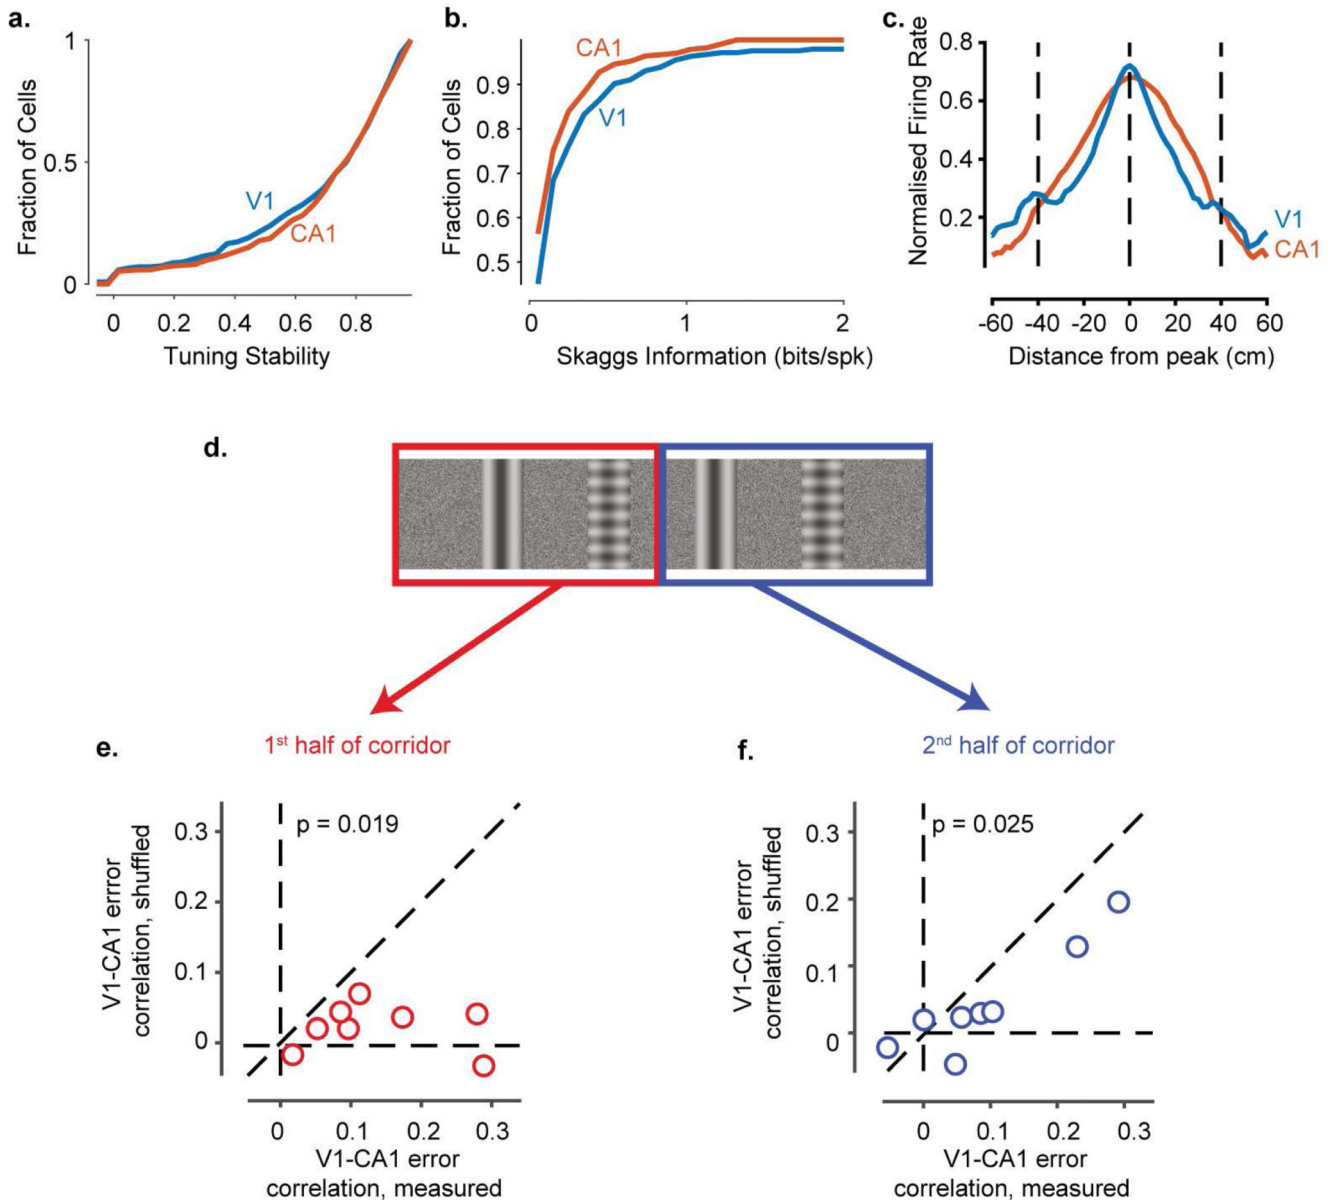 a.
Fraction of Cells
1
0.5
0
V1
CA1
0 0.2 0.4 0.6 0.8
Tuning Stability
b.
Fraction of Cells
0.9
0.8
0.7
0.6
0.5
CA1
V1
0 1 2
Skaggs Information (bits/spk)
c.
Normalised Firing Rate
0.8
0.6
0.4
0.2
V1
CA1
-60 -40 -20 0 20 40 60
Distance from peak (cm)
d.
e.
1st half of corridor
V1-CA1 errror
correlation, shuffled
p = 0.019
0.3
0.2
0.1
0
0 0.1 0.2 0.3
V1-CA1 error
correlation, measured
f.
2nd half of corridor
V1-CA1 errror
correlation, shuffled
p = 0.025
0.3
0.2
0.1
0
0 0.1 0.2 0.3
V1-CA1 error
correlation, measured